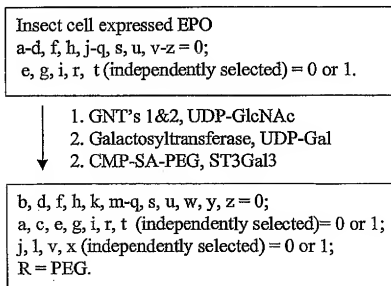 Insect cell expressed EPO
a-d, f, h, j-q, s, u, v-z = 0;
e, g, i, r, t (independently selected) = 0 or 1.
1. GNT's 1&2, UDP-GlcNAc
2. Galactosyltransferase, UDP-Gal
2. CMP-SA-PEG, ST3Gal3
b, d, f, h, k, m-q, s, u, w, y, z = 0;
a, c, e, g, i, r, t (independently selected)= 0 or 1;
j, l, v, x (independently selected) = 0 or 1;
R = PEG.